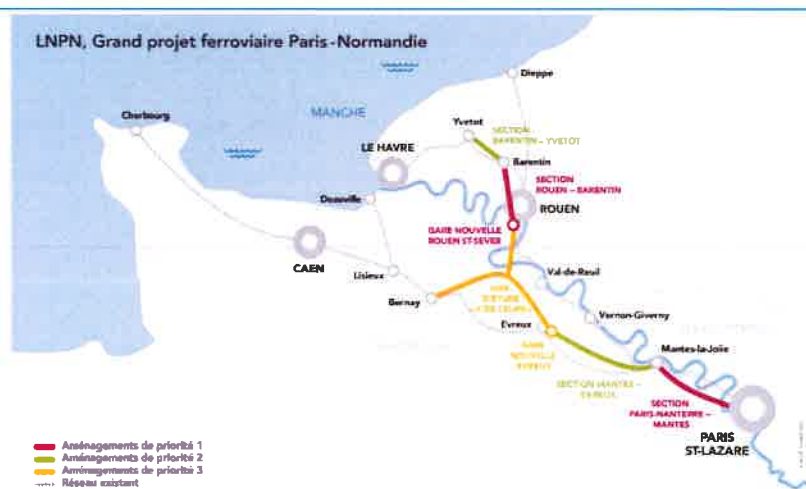 LNPN, Grand projet ferroviaire Paris-Normandie
Dieppe
MANCHE
Cherbourg
Yvetot
SECTION
BARENTIN – YVETOT
LE HAVRE
Barentin
SECTION
ROUEN – BARENTIN
Deauville
ROUEN
GARE NOUVELLE
ROUEN ST-SEVER
CAEN
Lisieux
Val-de-Reuil
Bernay
Vernon-Giverny
Evreux
GARE
NOUVELLE
Mantes-la-Jolie
SECTION MANTES –
SECTION
PARIS-NANTERRE –
MANTES
PARIS
ST-LAZARE
Aménagements de priorité 1
Aménagements de priorité 2
Aménagements de priorité 3
Réseau existant